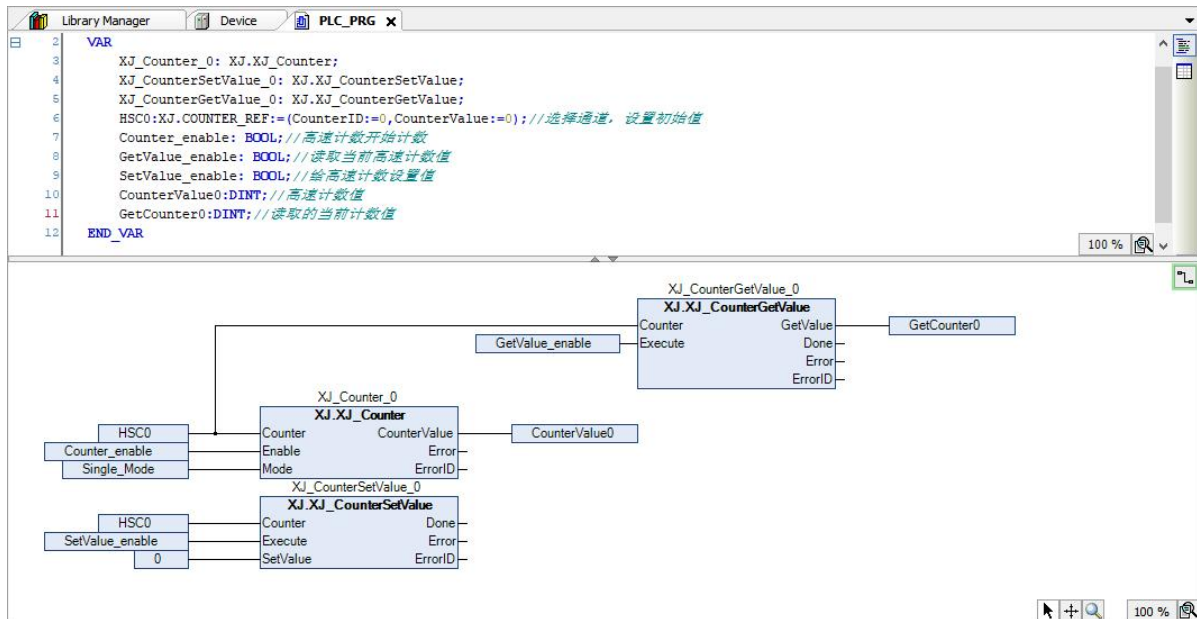 Library Manager
Device
PLC_PRG
2 VAR
3 XJ_Counter_0: XJ.XJ_Counter;
4 XJ_CounterSetValue_0: XJ.XJ_CounterSetValue;
5 XJ_CounterGetValue_0: XJ.XJ_CounterGetValue;
6 HSC0:XJ.COUNTER_REF:=(CounterID:=0,CounterValue:=0);//选择通道，设置初始值
7 Counter_enable: BOOL;//高速计数开始计数
8 GetValue_enable: BOOL;//读取当前高速计数值
9 SetValue_enable: BOOL;//给高速计数设置值
10 CounterValue0:DINT;//高速计数值
11 GetCounter0:DINT;//读取的当前计数值
12 END_VAR
100 %
XJ_CounterGetValue_0
XJ.XJ_CounterGetValue
Counter GetValue GetCounter0
GetValue_enable Execute Done
Error
ErrorID
XJ_Counter_0
XJ.XJ_Counter
HSC0 Counter CounterValue CounterValue0
Counter_enable Enable Error
Single_Mode Mode ErrorID
XJ_CounterSetValue_0
XJ.XJ_CounterSetValue
HSC0 Counter Done
SetValue_enable Execute Error
0 SetValue ErrorID
100 %